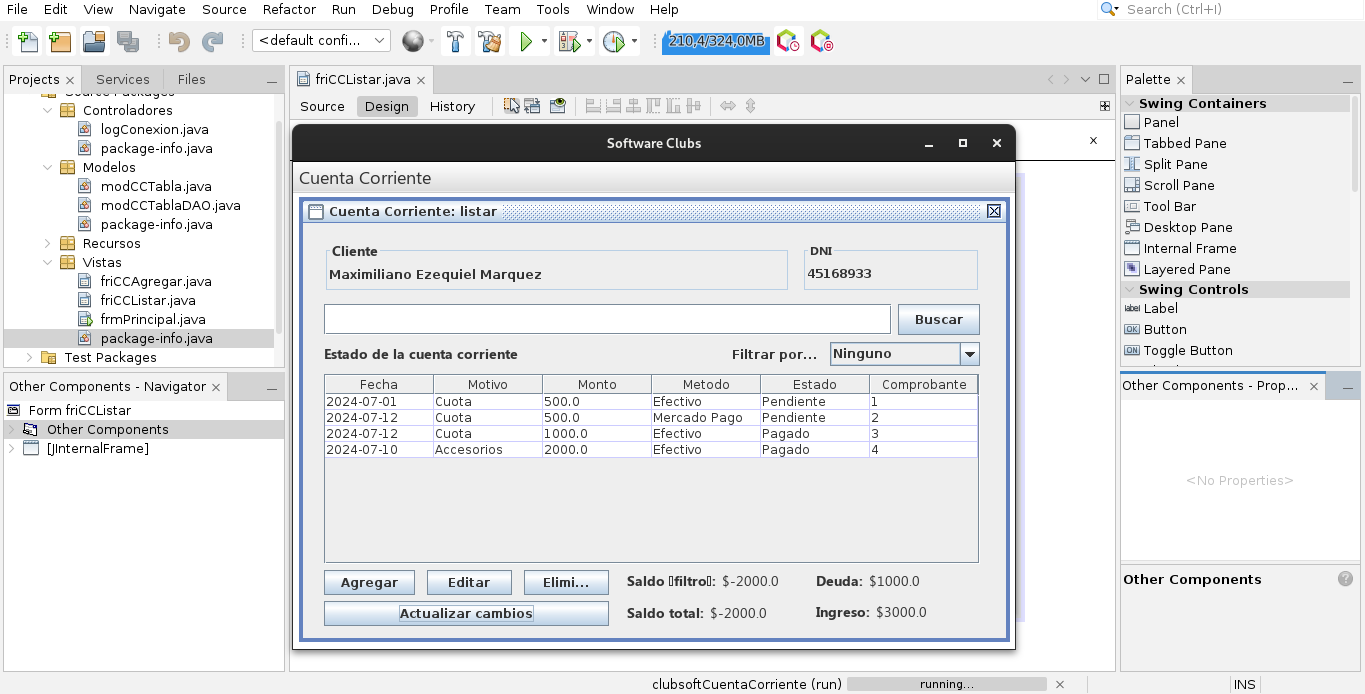 File Edit View Navigate Source Refactor Run Debug Profile Team Tools Window Help
Search (Ctrl+I)
<default confi...
210,4/324,0MB
Projects Services Files
Source Packages
Controladores
logConexion.java
package-info.java
Modelos
modCCTabla.java
modCCTablaDAO.java
package-info.java
Recursos
Vistas
friCCAgregar.java
friCCListar.java
frmPrincipal.java
package-info.java
Test Packages
Other Components - Navigator
Form friCCListar
Other Components
[JInternalFrame]
friCCListar.java
Source Design History
Software Clubs
Cuenta Corriente
Cuenta Corriente: listar
Cliente
Maximiliano Ezequiel Marquez
DNI
45168933
Buscar
Estado de la cuenta corriente
Filtrar por... Ninguno
Fecha Motivo Monto Metodo Estado Comprobante
2024-07-01 Cuota 500.0 Efectivo Pendiente 1
2024-07-12 Cuota 500.0 Mercado Pago Pendiente 2
2024-07-12 Cuota 1000.0 Efectivo Pagado 3
2024-07-10 Accesorios 2000.0 Efectivo Pagado 4
Agregar Editar Elimi...
Saldo ▯filtro▯: $-2000.0 Deuda: $1000.0
Actualizar cambios
Saldo total: $-2000.0 Ingreso: $3000.0
Palette
Swing Containers
Panel
Tabbed Pane
Split Pane
Scroll Pane
Tool Bar
Desktop Pane
Internal Frame
Layered Pane
Swing Controls
label Label
OK Button
ON Toggle Button
Other Components - Prop...
<No Properties>
Other Components
clubsoftCuentaCorriente (run) running...
INS